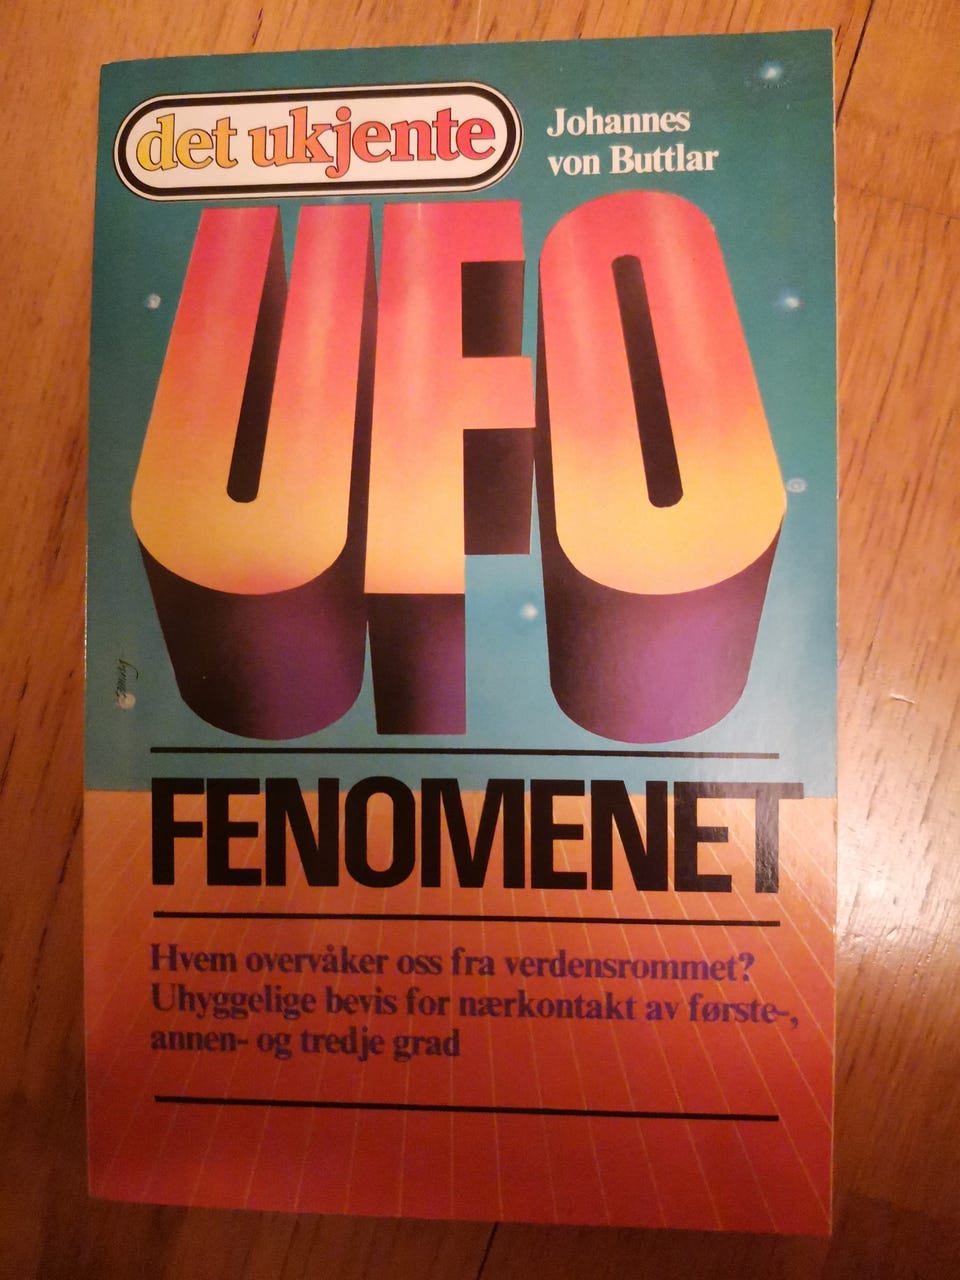 det ukjente
Johannes
von Buttlar
UFO
FENOMENET
Hvem overvåker oss fra verdensrommet?
Uhyggelige bevis for nærkontakt av første-,
annen- og tredje grad